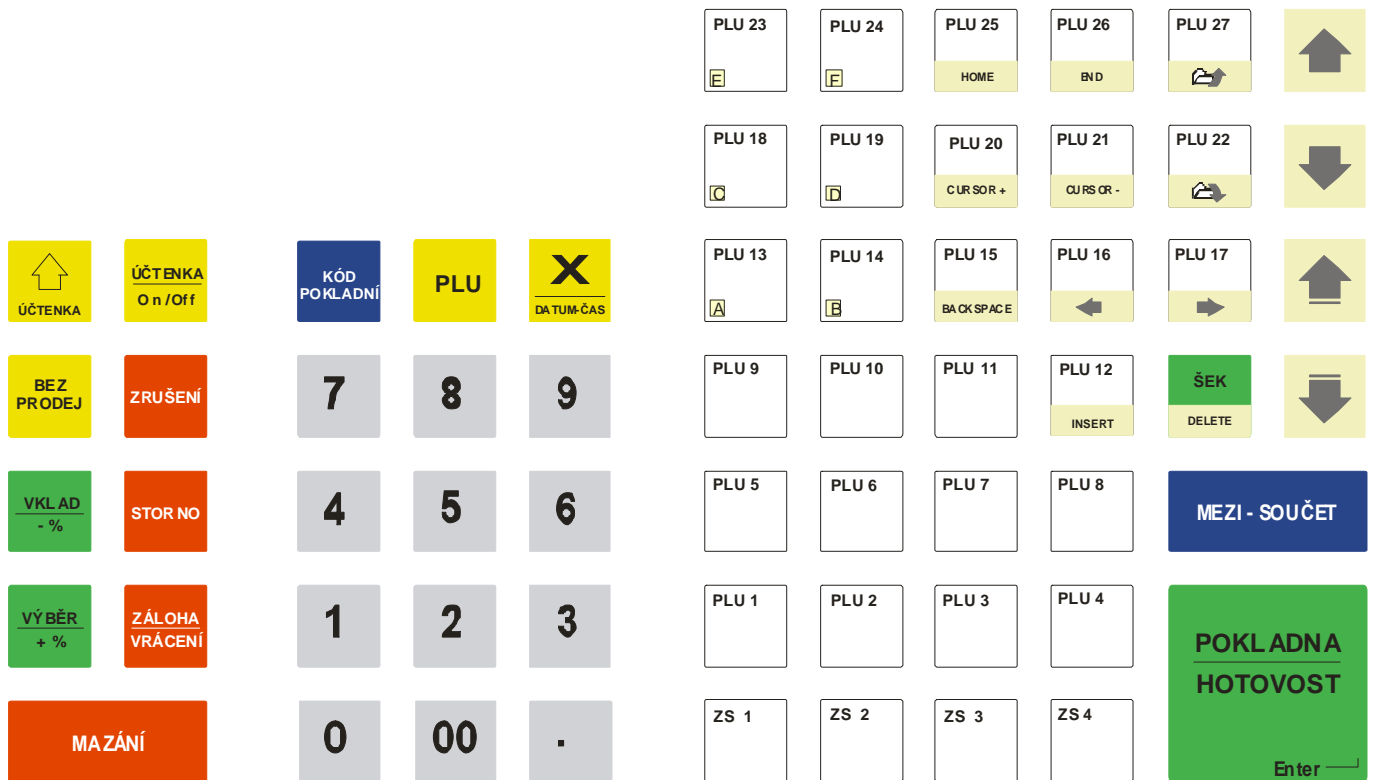 PLU 23
PLU 24
PLU 25
PLU 26
PLU 27
E
F
HOME
END
PLU 18
PLU 19
PLU 20
PLU 21
PLU 22
C
D
CURSOR +
CURSOR -
ÚČTENKA
ÚČTENKA
On/Off
KÓD
POKLADNÍ
PLU
X
DATUM-ČAS
PLU 13
PLU 14
PLU 15
PLU 16
PLU 17
A
B
BACKSPACE
BEZ
PRODEJ
ZRUŠENÍ
7
8
9
PLU 9
PLU 10
PLU 11
PLU 12
INSERT
ŠEK
DELETE
VKLAD
- %
STORNO
4
5
6
PLU 5
PLU 6
PLU 7
PLU 8
MEZI - SOUČET
VÝBĚR
+ %
ZÁLOHA
VRÁCENÍ
1
2
3
PLU 1
PLU 2
PLU 3
PLU 4
POKLADNA
HOTOVOST
Enter
MAZÁNÍ
0
00
.
ZS 1
ZS 2
ZS 3
ZS 4